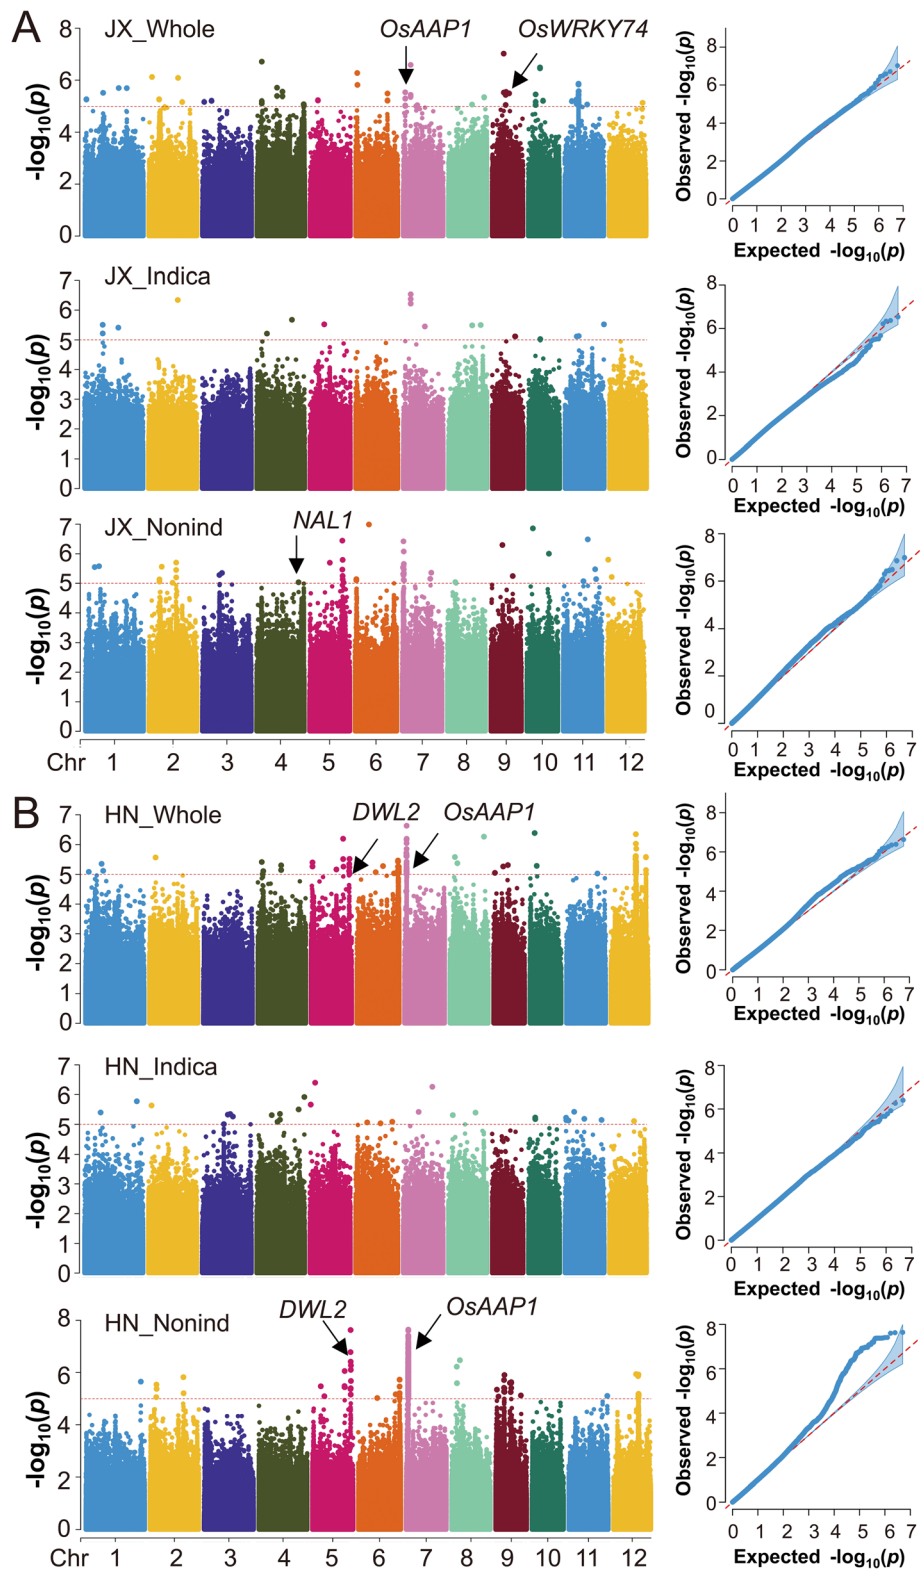 A
JX_Whole
OsAAP1
OsWRKY74
-log10(p)
8
6
4
2
0
Observed -log10(p)
8
6
4
2
0
0 1 2 3 4 5 6 7
Expected -log10(p)
JX_Indica
-log10(p)
7
6
5
4
3
2
1
0
Observed -log10(p)
8
6
4
2
0
0 1 2 3 4 5 6 7
Expected -log10(p)
JX_Nonind
NAL1
-log10(p)
7
6
5
4
3
2
1
0
Chr 1 2 3 4 5 6 7 8 9 10 11 12
Observed -log10(p)
8
6
4
2
0
0 1 2 3 4 5 6 7
Expected -log10(p)
B
HN_Whole
DWL2
OsAAP1
-log10(p)
7
6
5
4
3
2
1
0
Observed -log10(p)
8
6
4
2
0
0 1 2 3 4 5 6 7
Expected -log10(p)
HN_Indica
-log10(p)
7
6
5
4
3
2
1
0
Observed -log10(p)
8
6
4
2
0
0 1 2 3 4 5 6 7
Expected -log10(p)
HN_Nonind
DWL2
OsAAP1
-log10(p)
8
6
4
2
0
Chr 1 2 3 4 5 6 7 8 9 10 11 12
Observed -log10(p)
8
6
4
2
0
0 1 2 3 4 5 6 7
Expected -log10(p)